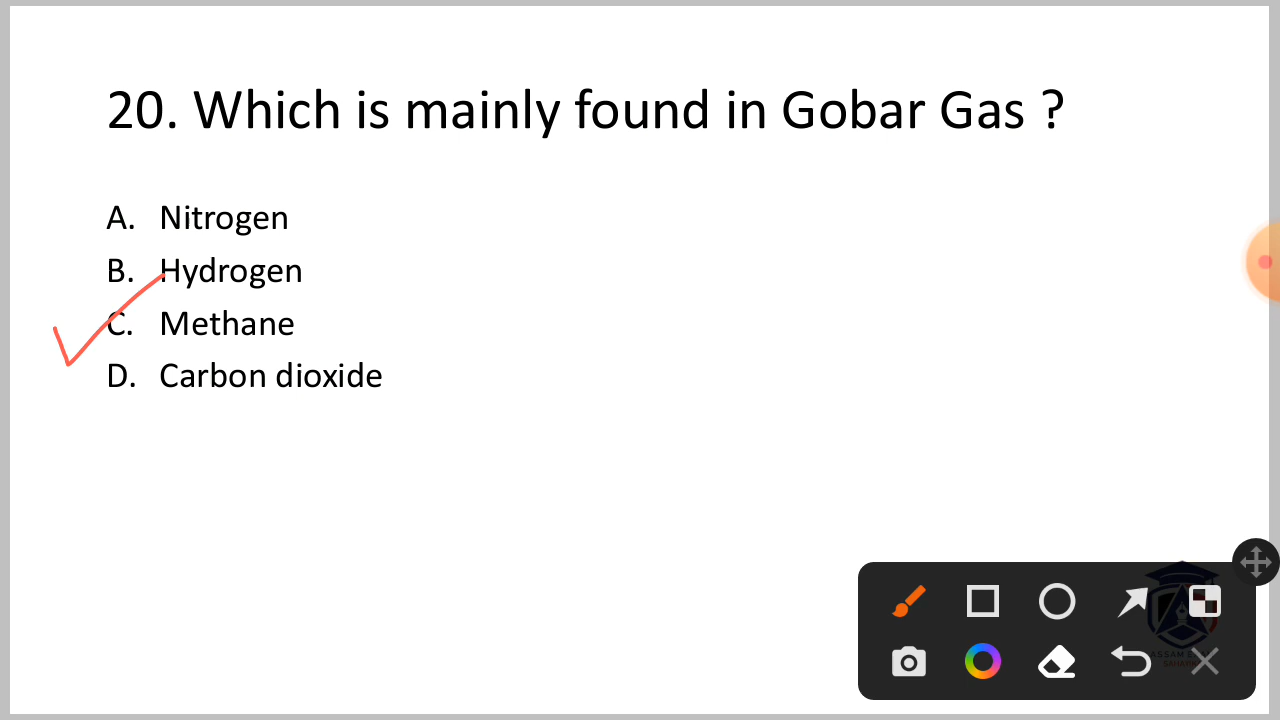 20. Which is mainly found in Gobar Gas ?
A. Nitrogen
B. Hydrogen
C. Methane
D. Carbon dioxide